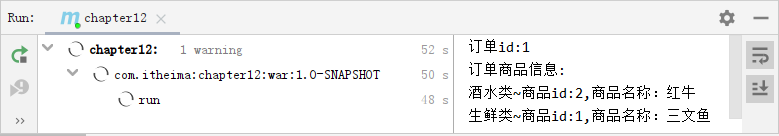 Run: chapter12
chapter12: 1 warning 52 s
com.itheima:chapter12:war:1.0-SNAPSHOT 50 s
run 48 s
订单id:1
订单商品信息:
酒水类~商品id:2,商品名称：红牛
生鲜类~商品id:1,商品名称：三文鱼